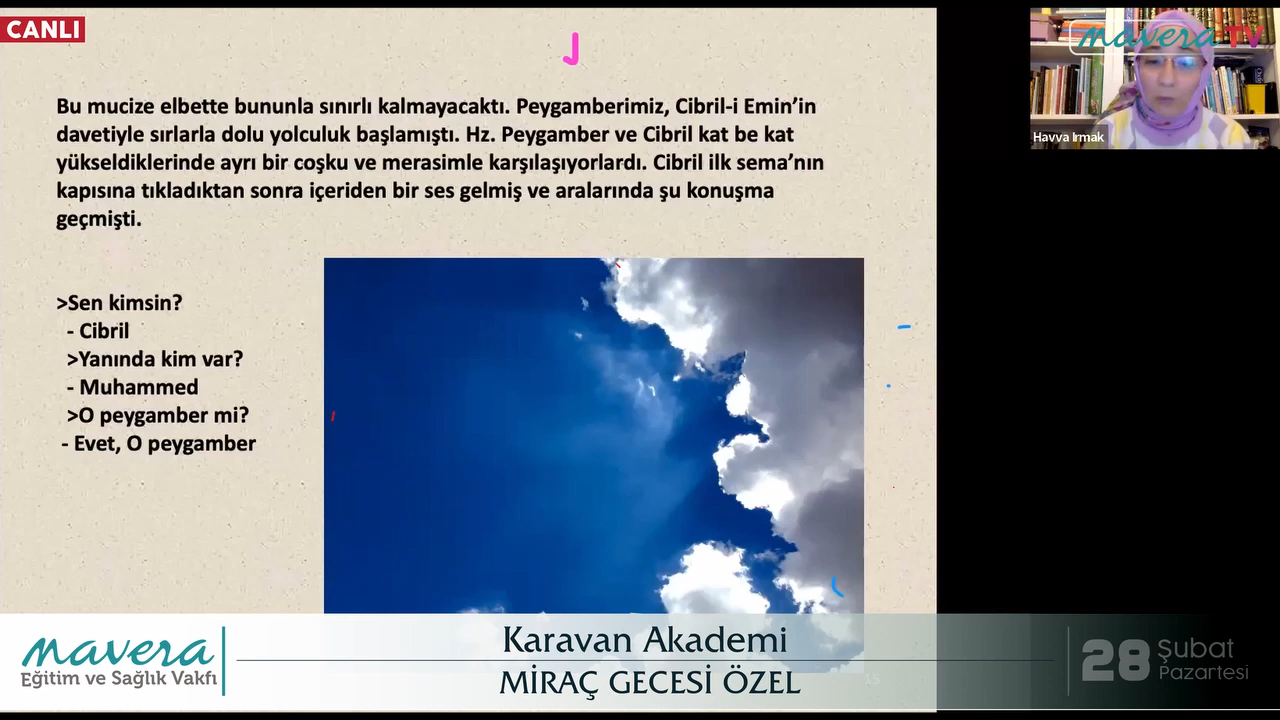 CANLI
mavera TV
Havva Irmak
Bu mucize elbette bununla sınırlı kalmayacaktı. Peygamberimiz, Cibril-i Emin’in
davetiyle sırlarla dolu yolculuk başlamıştı. Hz. Peygamber ve Cibril kat be kat
yükseldiklerinde ayrı bir coşku ve merasimle karşılaşıyorlardı. Cibril ilk sema’nın
kapısına tıkladıktan sonra içeriden bir ses gelmiş ve aralarında şu konuşma
geçmişti.
>Sen kimsin?
- Cibril
>Yanında kim var?
- Muhammed
>O peygamber mi?
- Evet, O peygamber
mavera
Eğitim ve Sağlık Vakfı
Karavan Akademi
MİRAÇ GECESİ ÖZEL
15
28 Şubat
Pazartesi